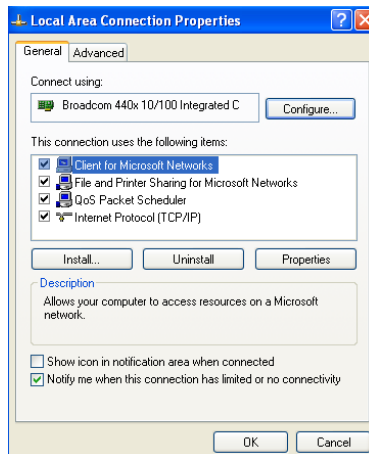 Local Area Connection Properties
General Advanced
Connect using:
Broadcom 440x 10/100 Integrated C
Configure...
This connection uses the following items:
Client for Microsoft Networks
File and Printer Sharing for Microsoft Networks
QoS Packet Scheduler
Internet Protocol (TCP/IP)
Install... Uninstall Properties
Description
Allows your computer to access resources on a Microsoft
network.
Show icon in notification area when connected
Notify me when this connection has limited or no connectivity
OK Cancel